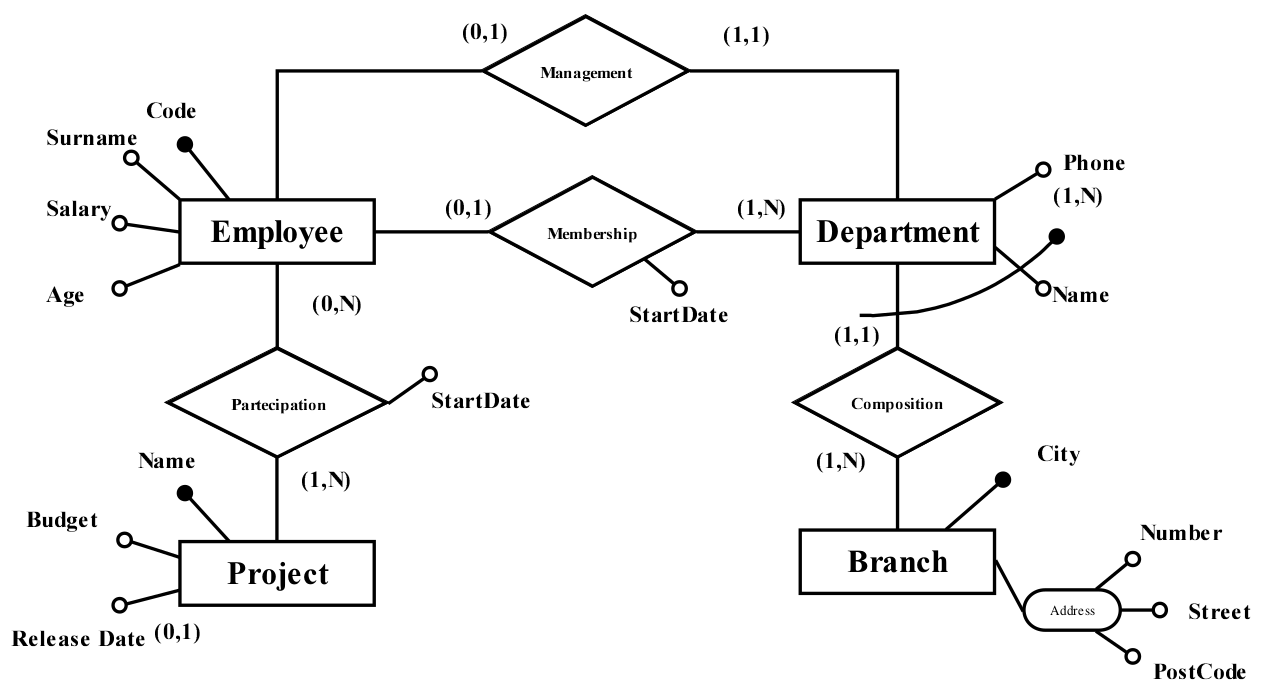 (0,1)
(1,1)
Management
Code
Surname
Phone
(1,N)
Salary
(0,1)
(1,N)
Employee
Membership
Department
Age
Name
(0,N)
StartDate
(1,1)
StartDate
Partecipation
Composition
Name
(1,N)
(1,N)
City
Budget
Number
Project
Branch
Address
Street
Release Date (0,1)
PostCode